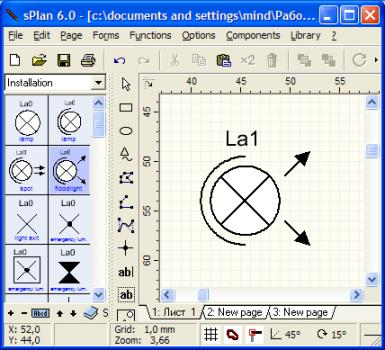 sPlan 6.0 - [c:\documents and settings\mind\Рабо...
File Edit Page Forms Functions Options Components Library ?
Installation
45 50 55
La0 La0
lamp lamp
La0 La0
spot floodlight
La0 La0
light exit emergency lum.
La0 La0
emergency lum. emergency lum.
45
50
55
60
La1
ab|
ab
Abcd S
1: Лист 1 2: New page 3: New page
X: 52,0 Grid: 1,0 mm
Y: 44,0 Zoom: 3,66 45° 15°